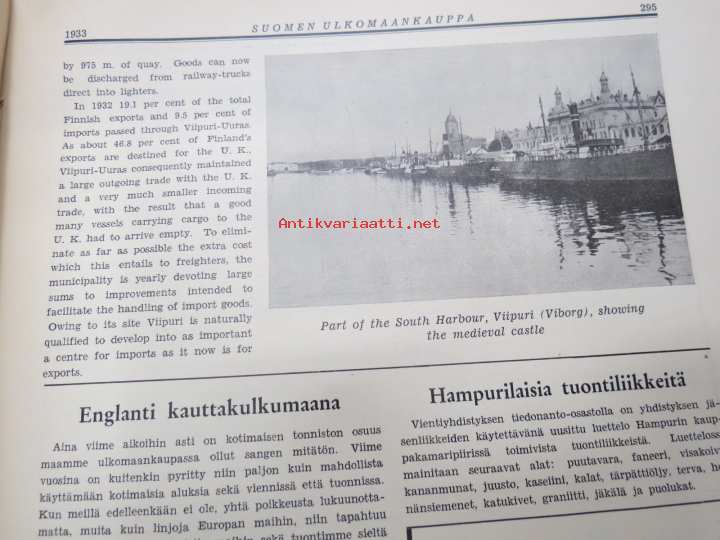 1933
SUOMEN ULKOMAANKAUPPA
295
by 975 m. of quay. Goods can now
be discharged from railway-trucks
direct into lighters.
In 1932 19.1 per cent of the total
Finnish exports and 9.5 per cent of
imports passed through Viipuri-Uuras.
As about 46.8 per cent of Finland's
exports are destined for the U. K.,
Viipuri-Uuras consequently maintained
a large outgoing trade with the U. K.
and a very much smaller incoming
trade, with the result that a good
many vessels carrying cargo to the
U. K. had to arrive empty. To elimi-
nate as far as possible the extra cost
which this entails to freighters, the
municipality is yearly devoting large
sums to improvements intended to
facilitate the handling of import goods.
Owing to its site Viipuri is naturally
qualified to develop into as important
a centre for imports as it now is for
exports.
Antikvariaatti.net
Part of the South Harbour, Viipuri (Viborg), showing
the medieval castle
Englanti kauttakulkumaana
Aina viime aikoihin asti on kotimaisen tonniston osuus
maamme ulkomaankaupassa ollut sangen mitätön. Viime
vuosina on kuitenkin pyritty niin paljon kuin mahdollista
käyttämään kotimaisia aluksia sekä viennissä että tuonnissa.
Kun meillä edelleenkään ei ole, yhtä poikkeusta lukuunotta-
matta, muita kuin linjoja Europan maihin, niin tapahtuu
sekä tuontimme sieltä
Hampurilaisia tuontiliikkeitä
Vientiyhdistyksen tiedonanto-osastolla on yhdistyksen jä-
senliikkeiden käytettävänä uusittu luettelo Hampurin kaup-
pakamaripiirissä toimivista tuontiliikkeistä. Luetteloss
mainitaan seuraavat alat: puutavara, faneeri, visakoiv
kananmunat, juusto, kaseiini, kalat, tärpättiöljy, terva, he
nänsiemenet, katukivet, graniitti, jäkälä ja puolukat.